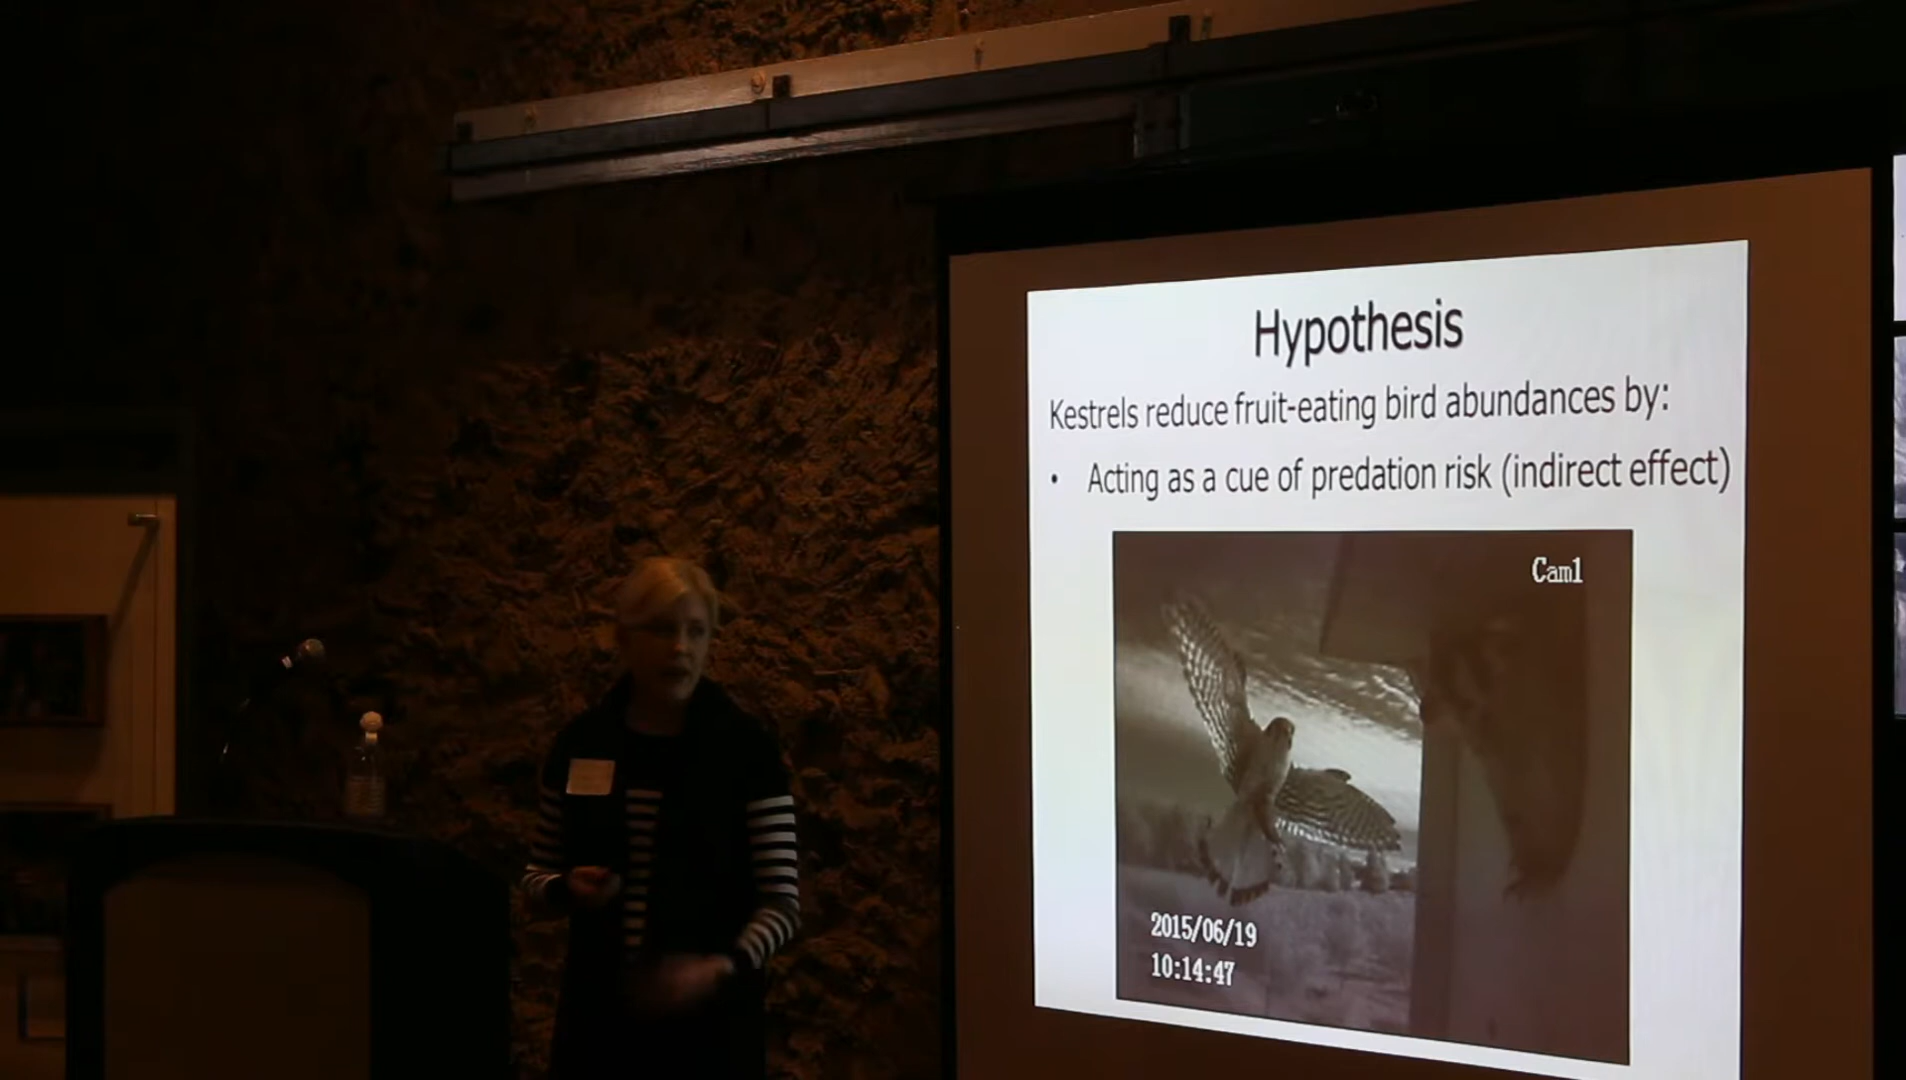 Hypothesis
Kestrels reduce fruit-eating bird abundances by:
• Acting as a cue of predation risk (indirect effect)
Cam1
2015/06/19
10:14:47